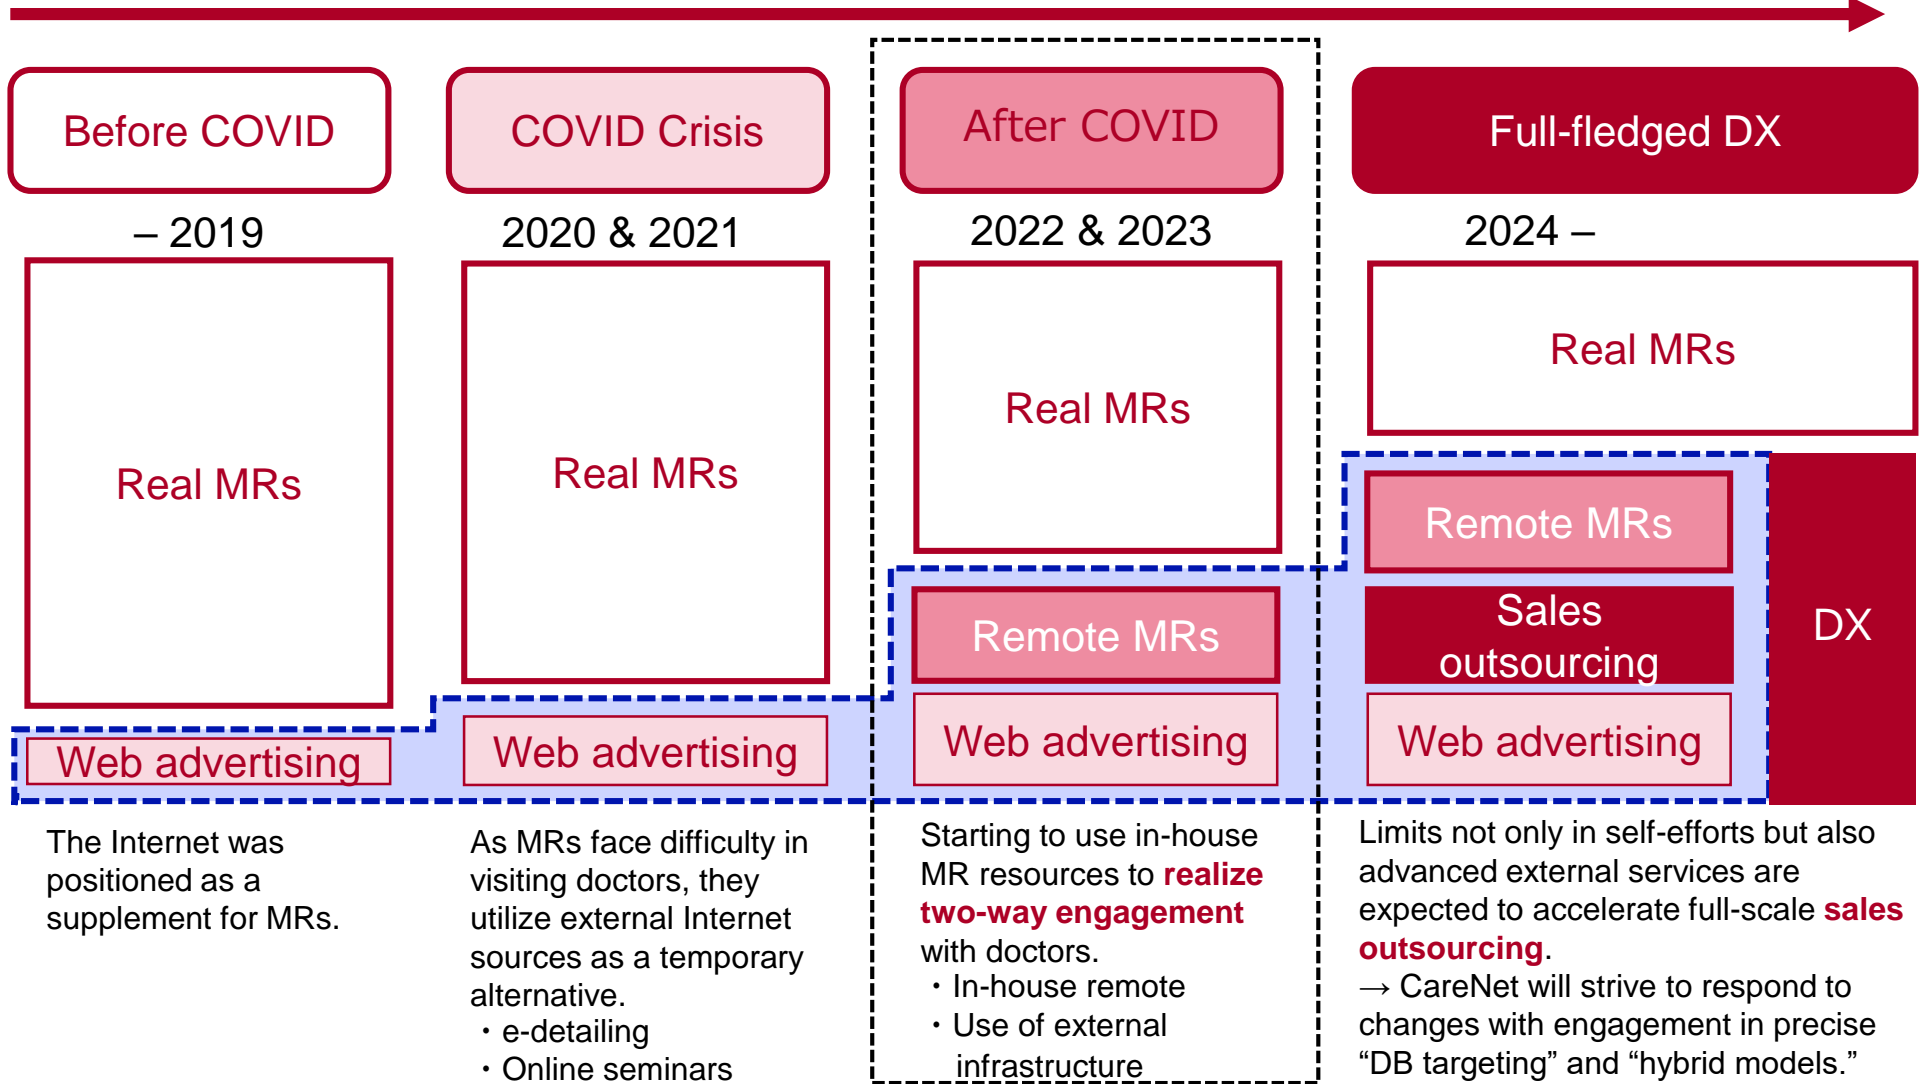 Before COVID
COVID Crisis
After COVID
Full-fledged DX
– 2019
2020 & 2021
2022 & 2023
2024 –
Real MRs
Web advertising
Real MRs
Web advertising
Real MRs
Remote MRs
Web advertising
Real MRs
Remote MRs
Sales
outsourcing
Web advertising
DX
The Internet was
positioned as a
supplement for MRs.
As MRs face difficulty in
visiting doctors, they
utilize external Internet
sources as a temporary
alternative.
・e-detailing
・Online seminars
Starting to use in-house
MR resources to realize
two-way engagement
with doctors.
・In-house remote
・Use of external
infrastructure
Limits not only in self-efforts but also
advanced external services are
expected to accelerate full-scale sales
outsourcing.
→ CareNet will strive to respond to
changes with engagement in precise
“DB targeting” and “hybrid models.”